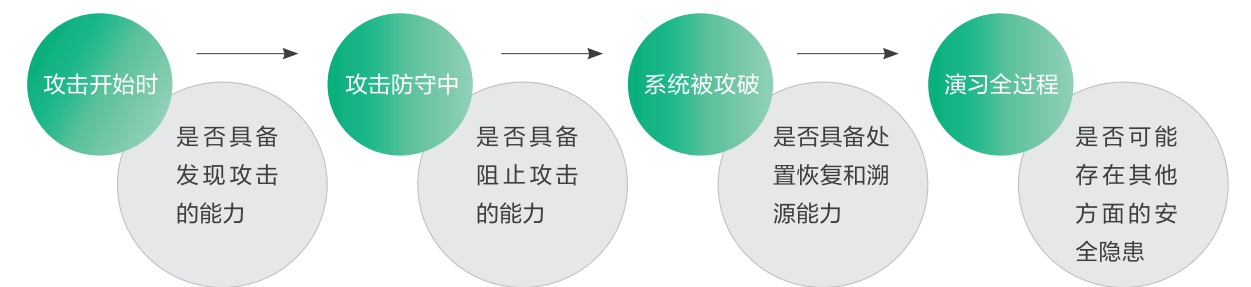 攻击开始时
是否具备
发现攻击
的能力
攻击防守中
是否具备
阻止攻击
的能力
系统被攻破
是否具备处
置恢复和溯
源能力
演习全过程
是否可能
存在其他
方面的安
全隐患